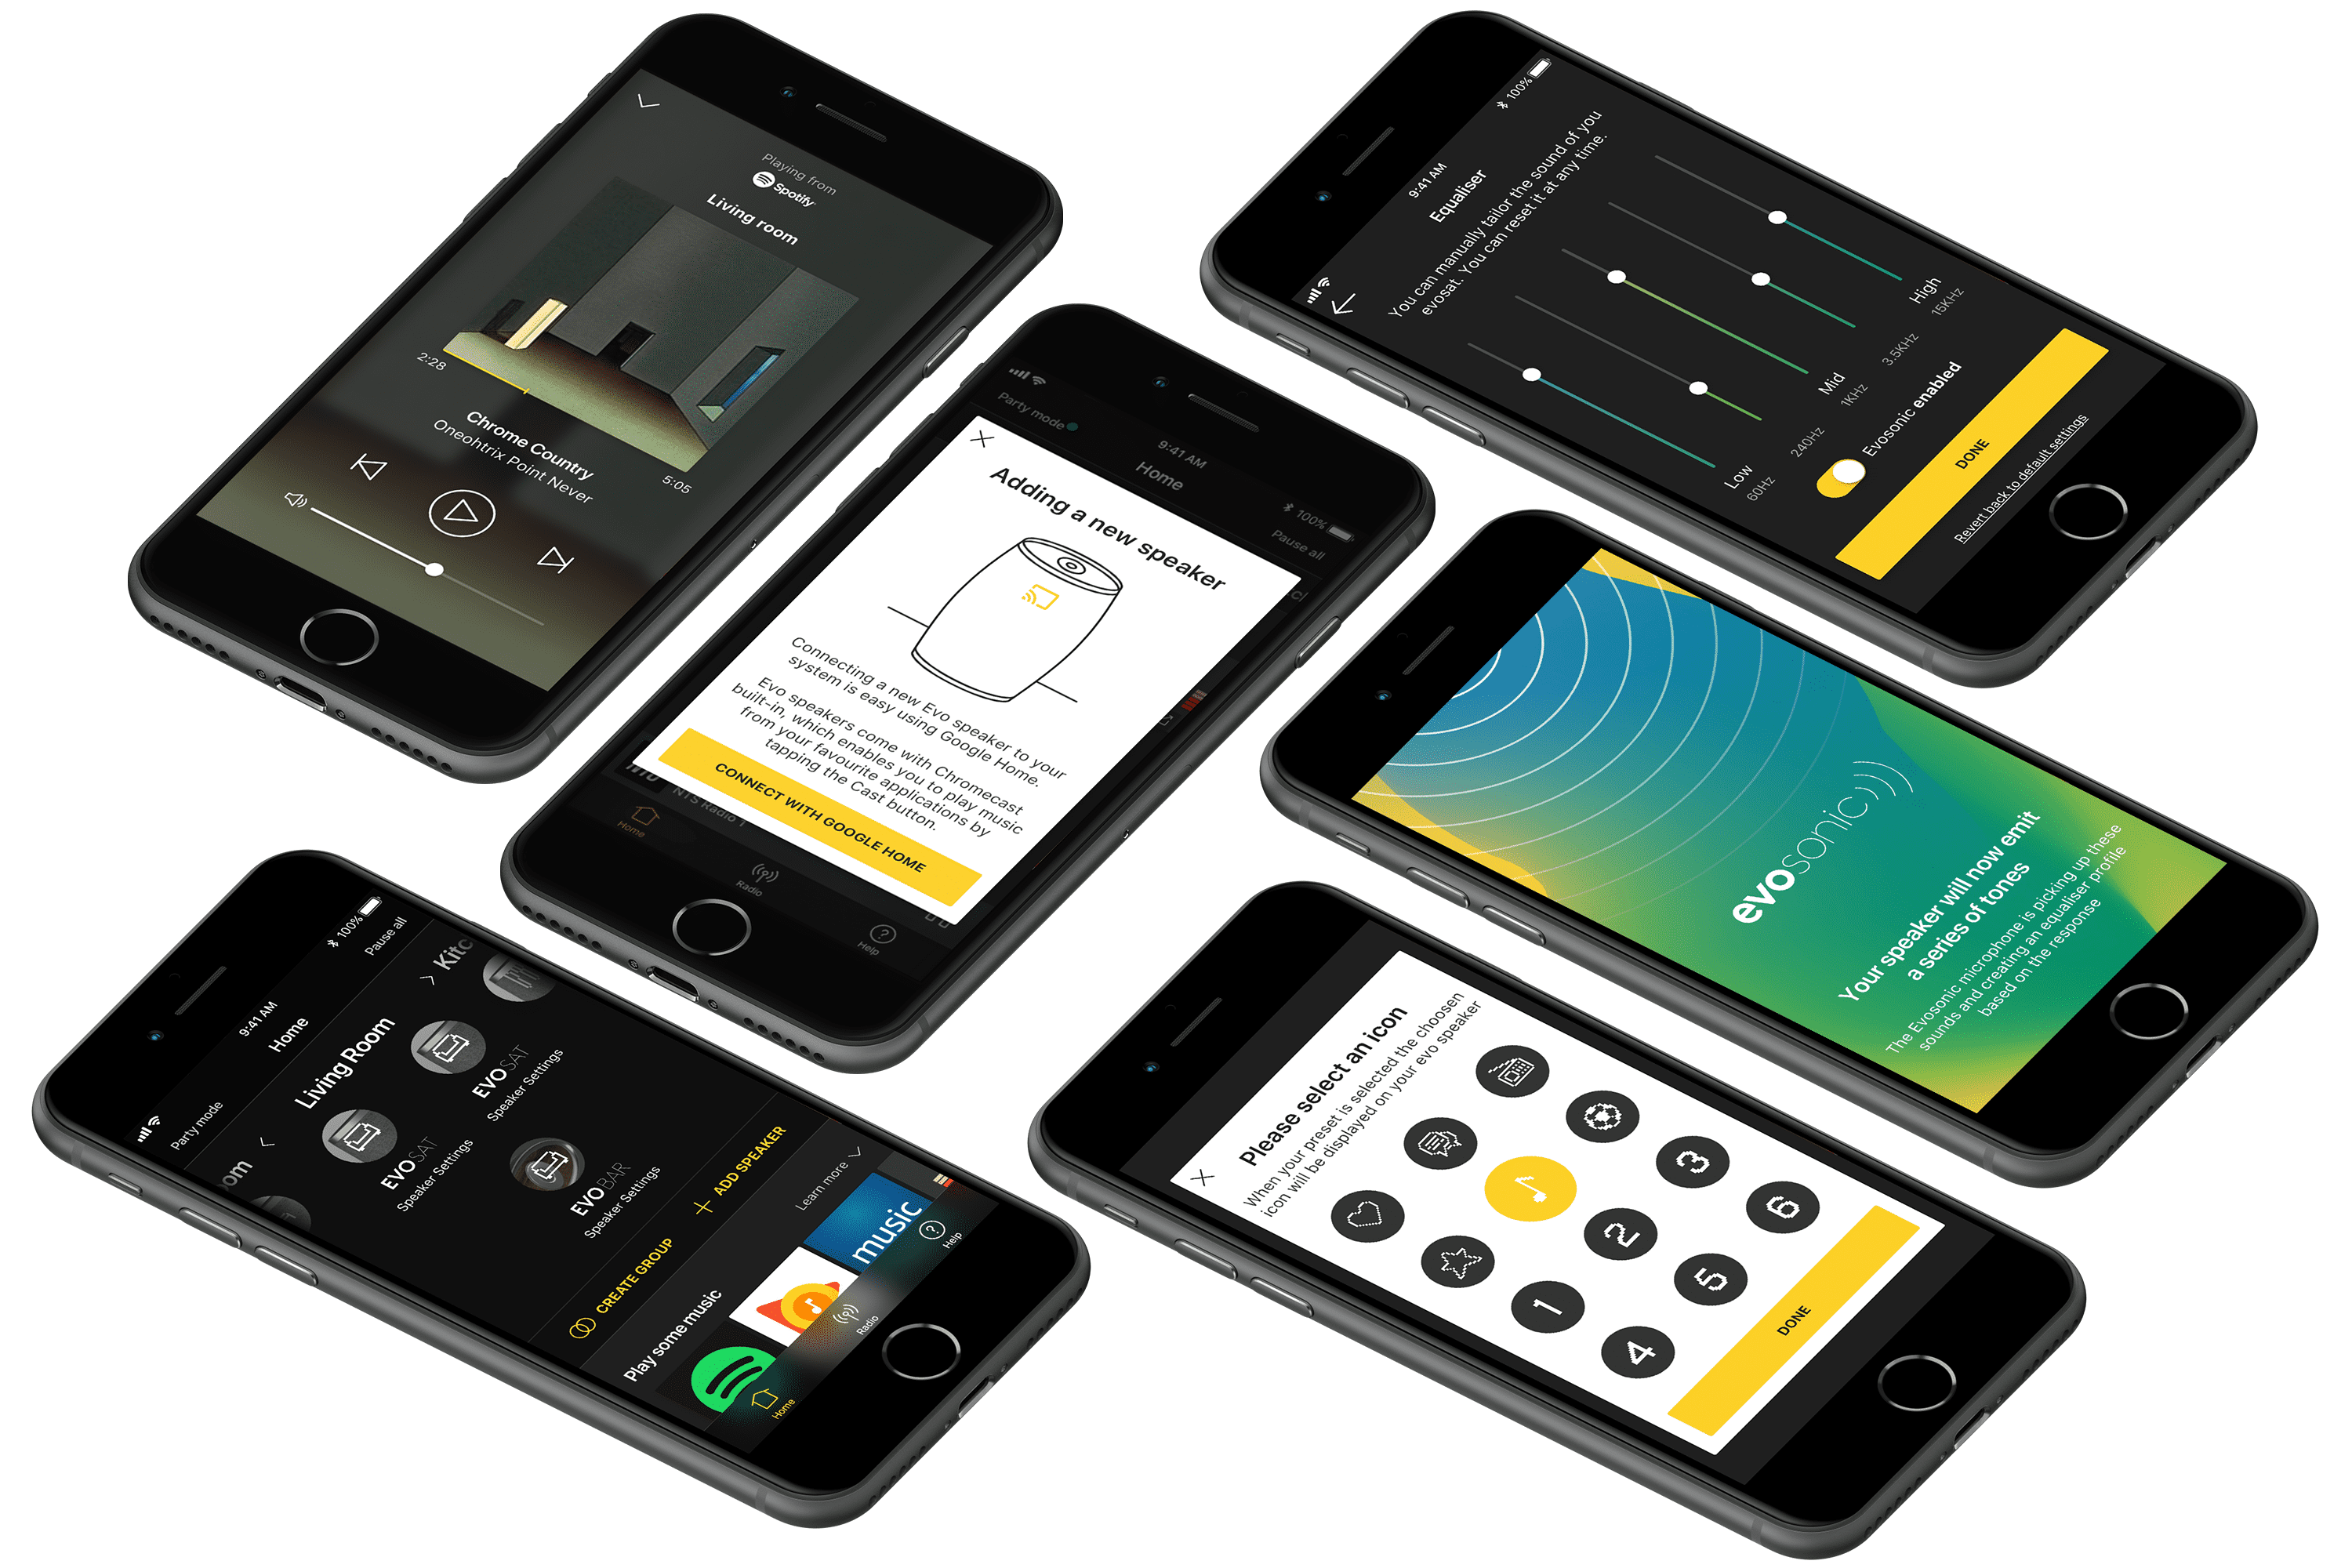 Playing from
Spotify
Living room
2:28
5:05
Chrome Country
Oneohtrix Point Never
9:41 AM
100%
Equaliser
You can manually tailor the sound of you
evosat. You can reset it at any time.
High
15KHz
3.5KHz
Mid
1KHz
240Hz
Low
60Hz
Evosonic enabled
DONE
Revert back to default settings
Party mode
9:41 AM
Home
100%
Pause all
Adding a new speaker
Connecting a new Evo speaker to your
system is easy using Google Home.
Evo speakers come with Chromecast
built-in, which enables you to play music
from your favourite applications by
tapping the Cast button.
CONNECT WITH GOOGLE HOME
NTS Radio 1
Home
Radio
Help
evosonic
Your speaker will now emit
a series of tones
The Evosonic microphone is picking up these
sounds and creating an equaliser profile
based on the response
9:41 AM
100%
Party mode
Home
Pause all
oom
Living Room
Kitc
EVOSAT
Speaker Settings
EVOSAT
Speaker Settings
EVOBAR
Speaker Settings
CREATE GROUP
ADD SPEAKER
Play some music
Learn more
music
Home
Radio
Help
Please select an icon
When your preset is selected the choosen
icon will be displayed on your evo speaker
1
2
3
4
5
6
DONE